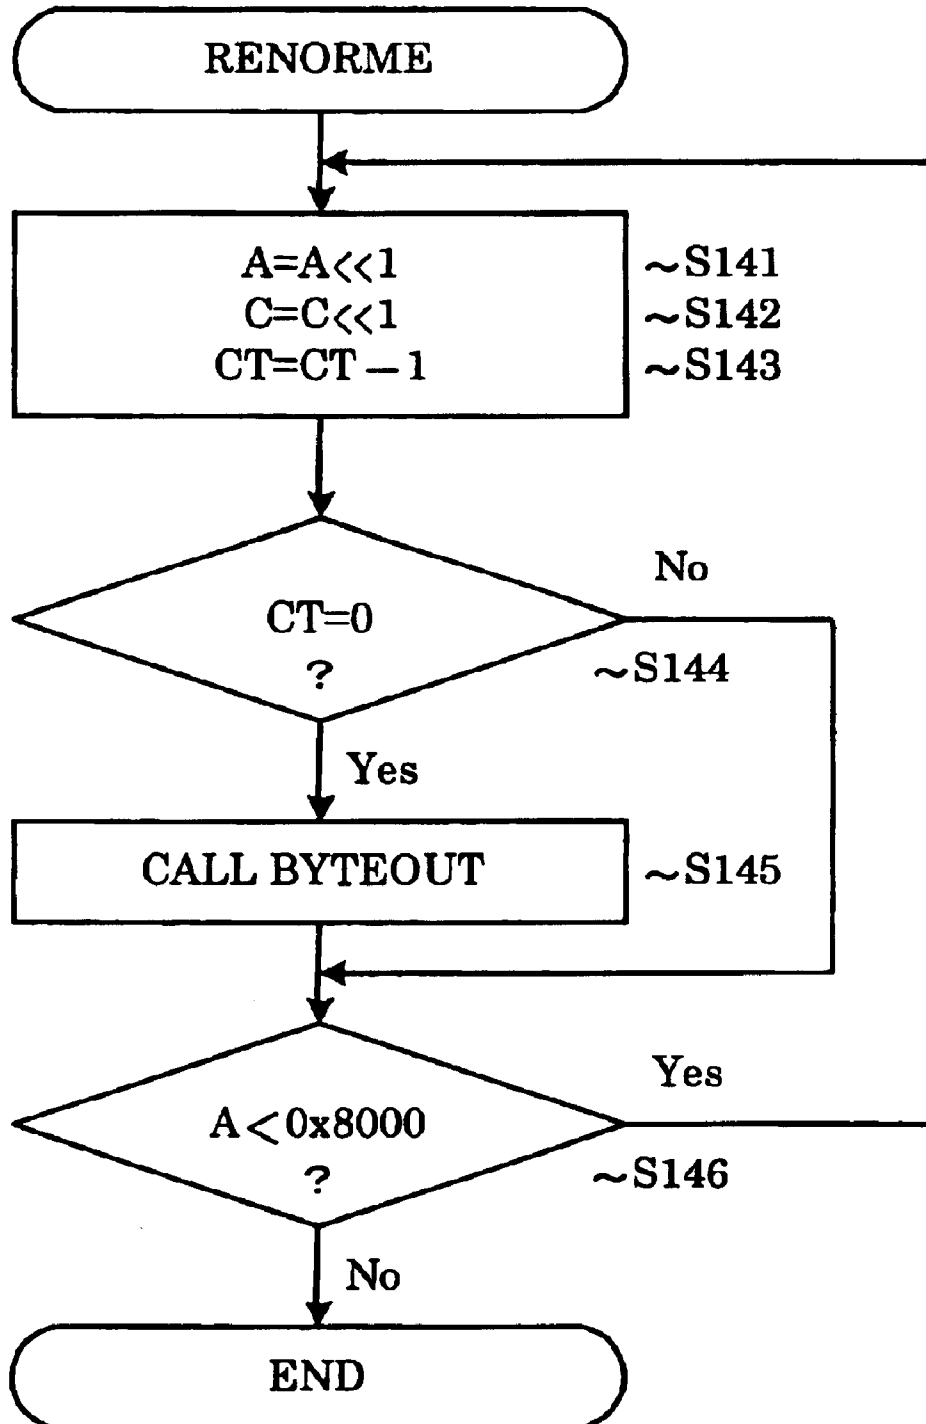 RENORME
A=A<<1 ~S141
C=C<<1 ~S142
CT=CT−1 ~S143
No
CT=0
? ~S144
Yes
CALL BYTEOUT ~S145
Yes
A<0x8000
? ~S146
No
END